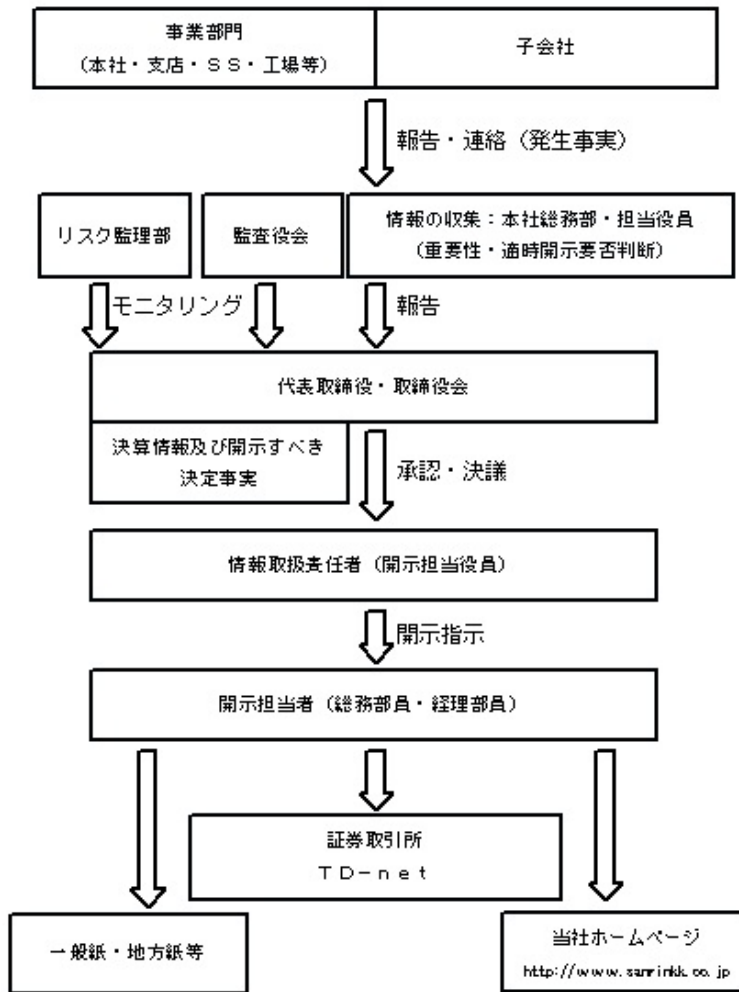 事業部門
(本社・支店・SS・工場等)
子会社
報告・連絡(発生事実)
リスク監理部
監査役会
情報の収集:本社総務部・担当役員
(重要性・適時開示要否判断)
モニタリング
報告
代表取締役・取締役会
決算情報及び開示すべき
決定事実
承認・決議
情報取扱責任者(開示担当役員)
開示指示
開示担当者(総務部員・経理部員)
証券取引所
TD-net
一般紙・地方紙等
当社ホームページ
http://www.sanrinkk.co.jp